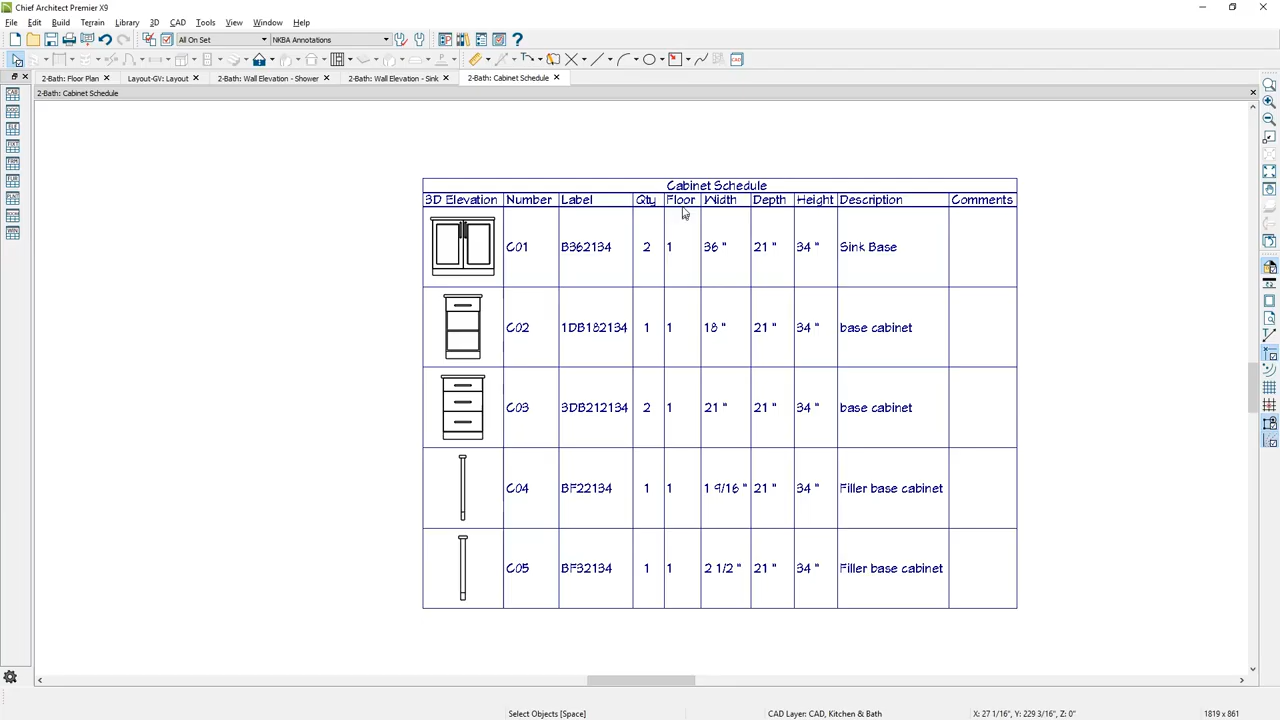 Chief Architect Premier X9
File Edit Build Terrain Library 3D CAD Tools View Window Help
All On Set NKBA Annotations
2-Bath: Floor Plan Layout-GV: Layout 2-Bath: Wall Elevation - Shower 2-Bath: Wall Elevation - Sink 2-Bath: Cabinet Schedule
2-Bath: Cabinet Schedule
Cabinet Schedule
3D Elevation Number Label Qty Floor Width Depth Height Description Comments
C01 B362134 2 1 36 " 21 " 34 " Sink Base
C02 1DB182134 1 1 18 " 21 " 34 " base cabinet
C03 3DB212134 2 1 21 " 21 " 34 " base cabinet
C04 BF22134 1 1 1 9/16 " 21 " 34 " Filler base cabinet
C05 BF32134 1 1 2 1/2 " 21 " 34 " Filler base cabinet
Select Objects [Space] CAD Layer: CAD, Kitchen & Bath X: 27 1/16", Y: 229 3/16", Z: 0" 1819 x 861